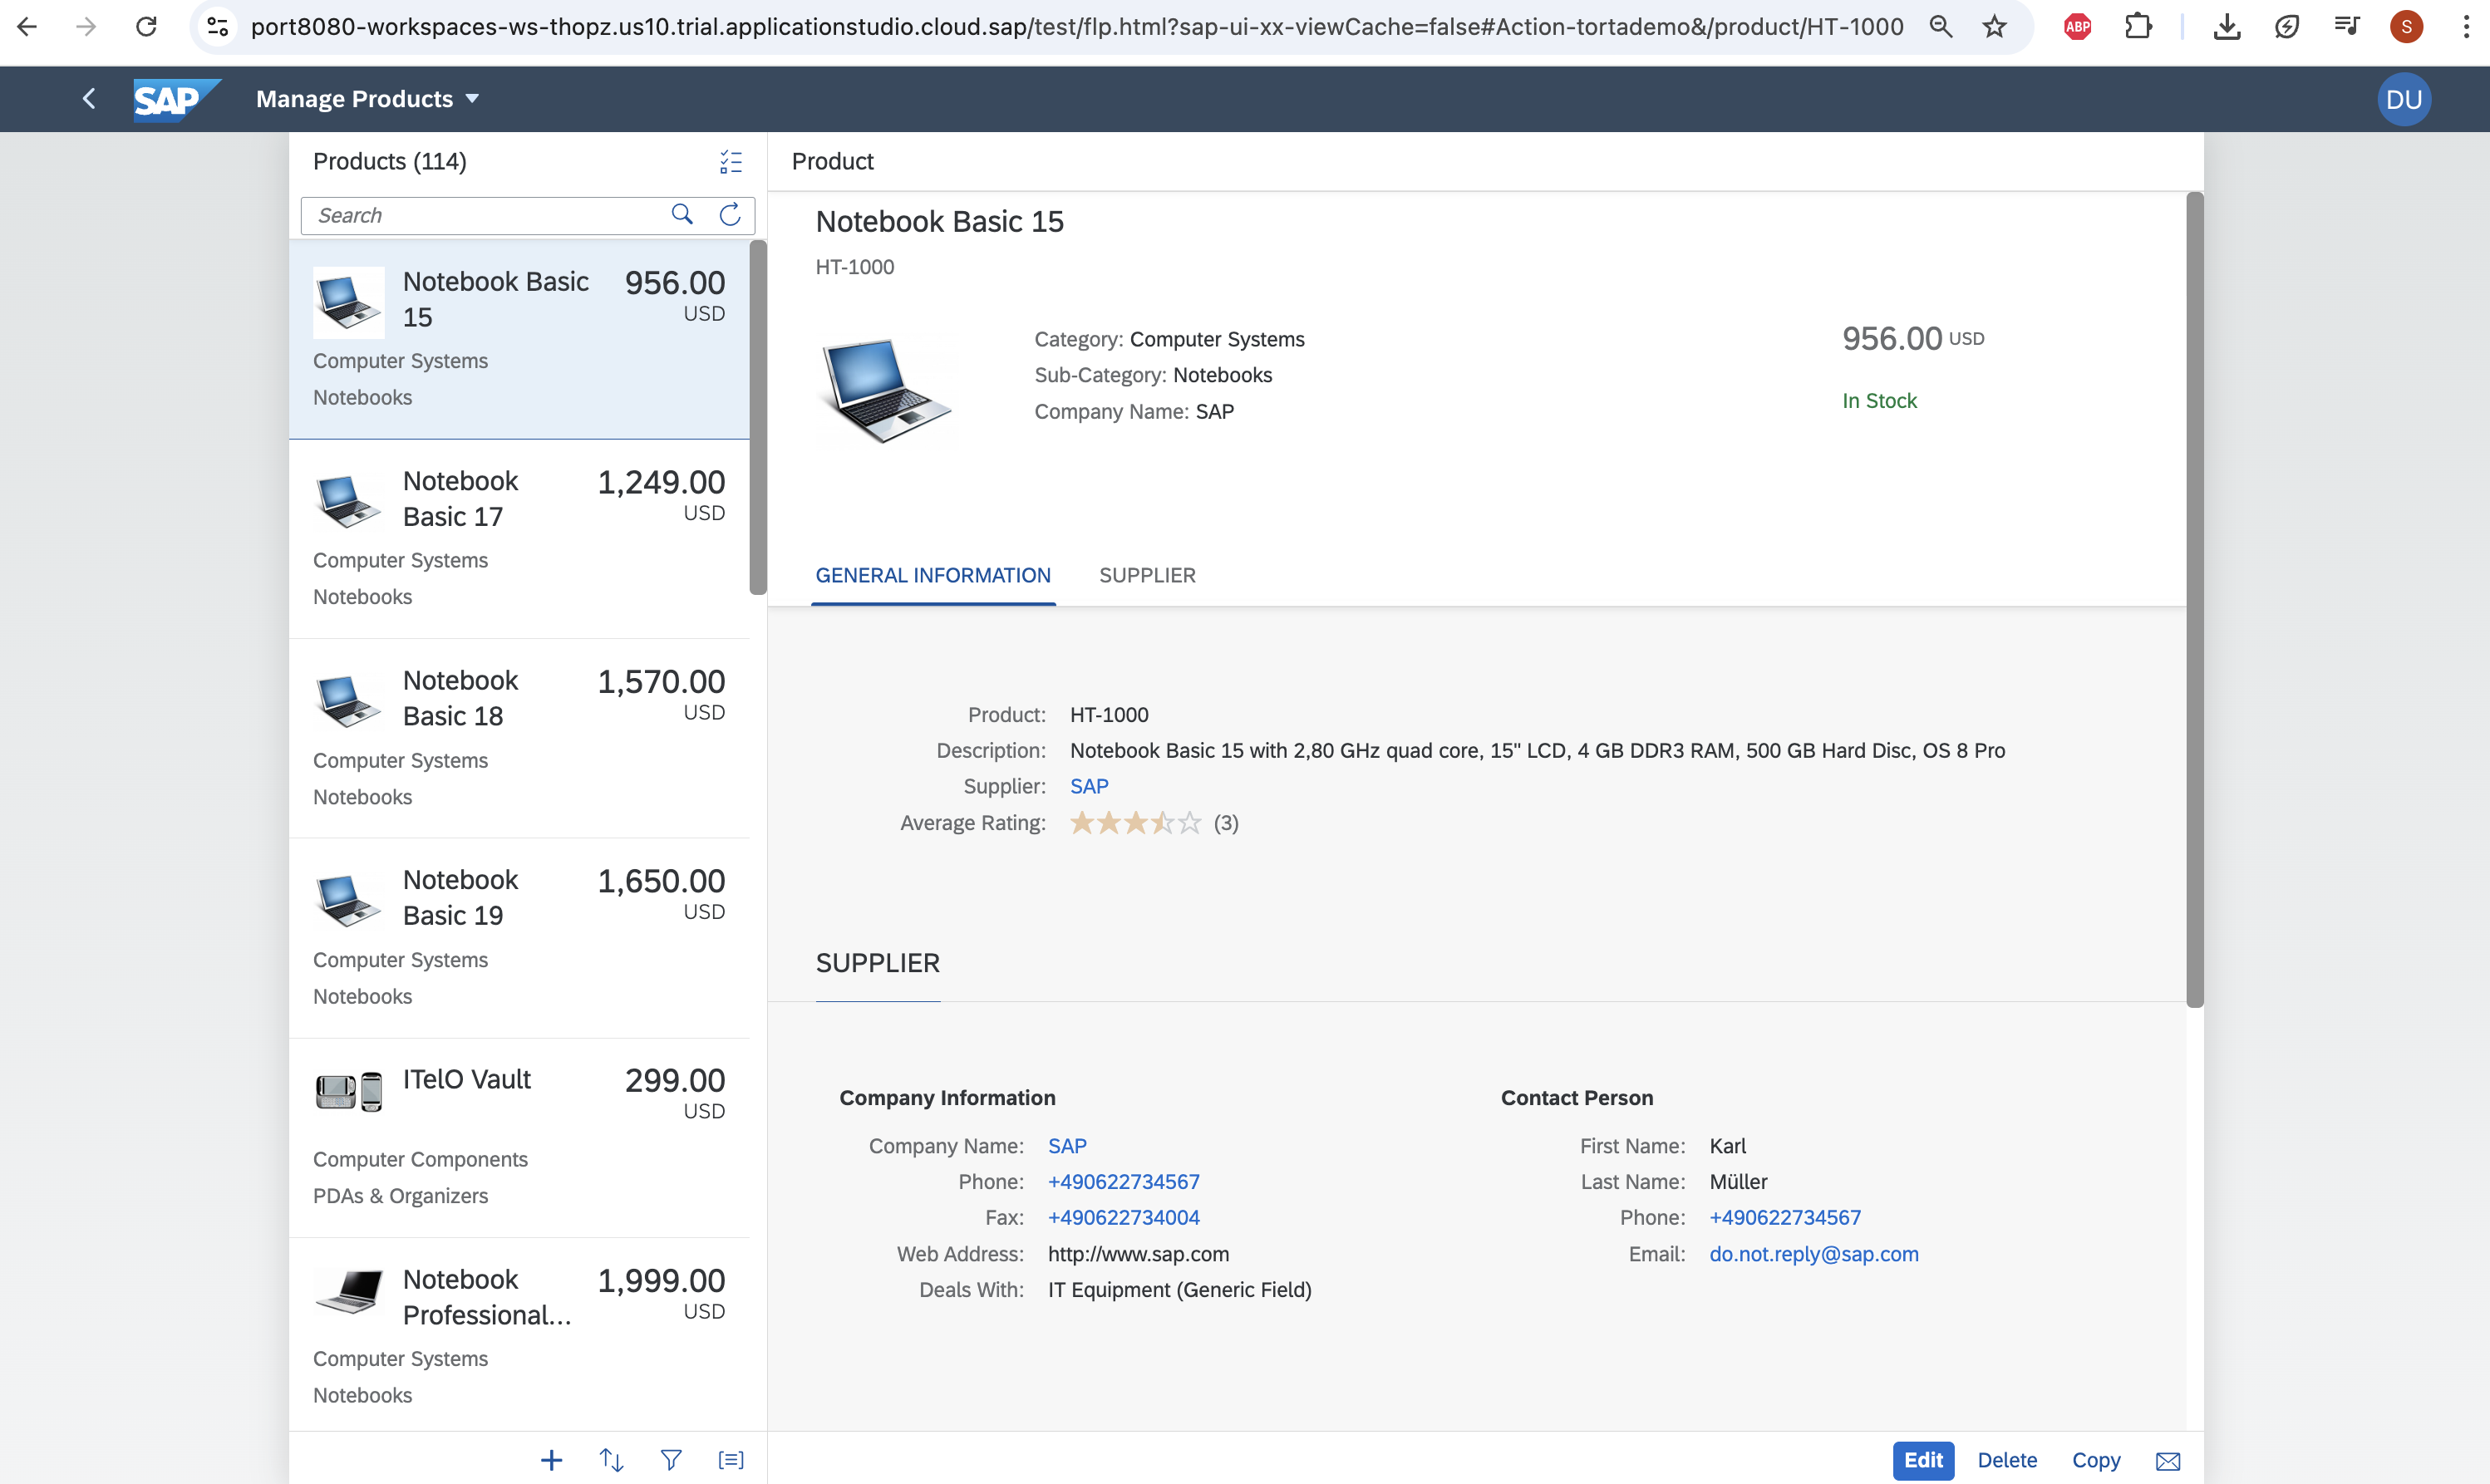 port8080-workspaces-ws-thopz.us10.trial.applicationstudio.cloud.sap/test/flp.html?sap-ui-xx-viewCache=false#Action-tortademo&/product/HT-1000
ABP
S
SAP
Manage Products
DU
Products (114)
Search
Notebook Basic 15
956.00
USD
Computer Systems
Notebooks
Notebook Basic 17
1,249.00
USD
Computer Systems
Notebooks
Notebook Basic 18
1,570.00
USD
Computer Systems
Notebooks
Notebook Basic 19
1,650.00
USD
Computer Systems
Notebooks
ITelO Vault
299.00
USD
Computer Components
PDAs & Organizers
Notebook Professional...
1,999.00
USD
Computer Systems
Notebooks
Product
Notebook Basic 15
HT-1000
Category: Computer Systems
Sub-Category: Notebooks
Company Name: SAP
956.00 USD
In Stock
GENERAL INFORMATION
SUPPLIER
Product: HT-1000
Description: Notebook Basic 15 with 2,80 GHz quad core, 15" LCD, 4 GB DDR3 RAM, 500 GB Hard Disc, OS 8 Pro
Supplier: SAP
Average Rating: (3)
SUPPLIER
Company Information
Company Name: SAP
Phone: +490622734567
Fax: +490622734004
Web Address: http://www.sap.com
Deals With: IT Equipment (Generic Field)
Contact Person
First Name: Karl
Last Name: Müller
Phone: +490622734567
Email: do.not.reply@sap.com
Edit
Delete
Copy